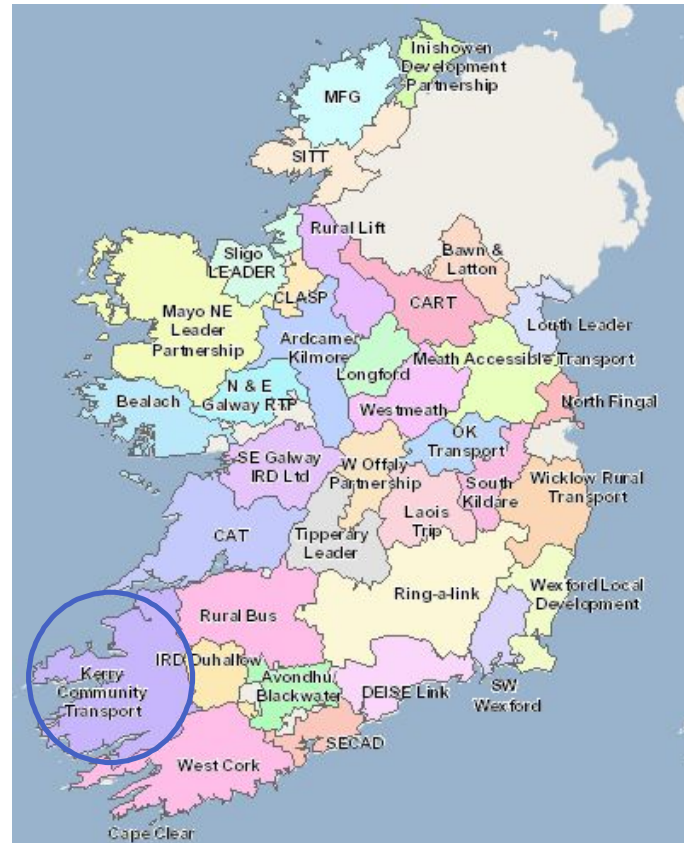 Inishowen
Development
Partnership
MFG
SITT
Rural Lift
Bawn &
Latton
Sligo
LEADER
CLASP
CART
Mayo NE
Leader
Partnership
Ardcarne/
Kilmore
Louth Leader
Longford
Meath Accessible Transport
Bealach
N & E
Galway RTP
Westmeath
North Fingal
OK
Transport
SE Galway
IRD Ltd
W Offaly
Partnership
South
Kildare
Wicklow Rural
Transport
Laois
Trip
CAT
Tipperary
Leader
Ring-a-link
Wexford Local
Development
Rural Bus
IRD Duhallow
Kerry
Community
Transport
Avondhu
Blackwater
DEISE Link
SW
Wexford
SECAD
West Cork
Cape Clear